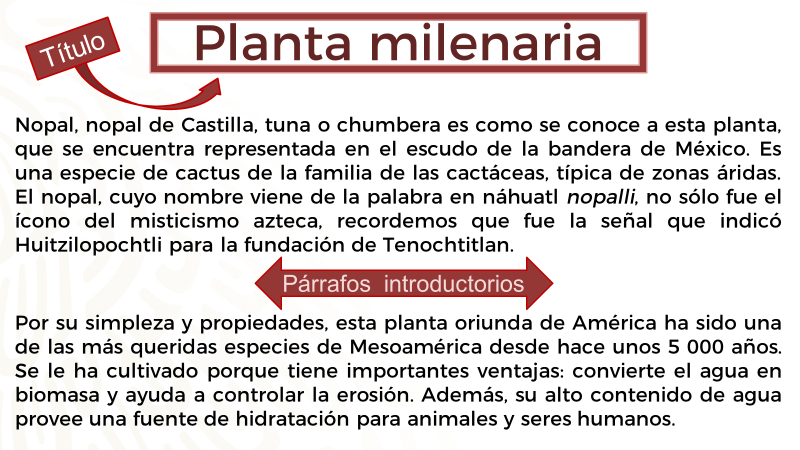 Título
Planta milenaria
Nopal, nopal de Castilla, tuna o chumbera es como se conoce a esta planta,
que se encuentra representada en el escudo de la bandera de México. Es
una especie de cactus de la familia de las cactáceas, típica de zonas áridas.
El nopal, cuyo nombre viene de la palabra en náhuatl nopalli, no sólo fue el
ícono del misticismo azteca, recordemos que fue la señal que indicó
Huitzilopochtli para la fundación de Tenochtitlan.
Párrafos introductorios
Por su simpleza y propiedades, esta planta oriunda de América ha sido una
de las más queridas especies de Mesoamérica desde hace unos 5 000 años.
Se le ha cultivado porque tiene importantes ventajas: convierte el agua en
biomasa y ayuda a controlar la erosión. Además, su alto contenido de agua
provee una fuente de hidratación para animales y seres humanos.